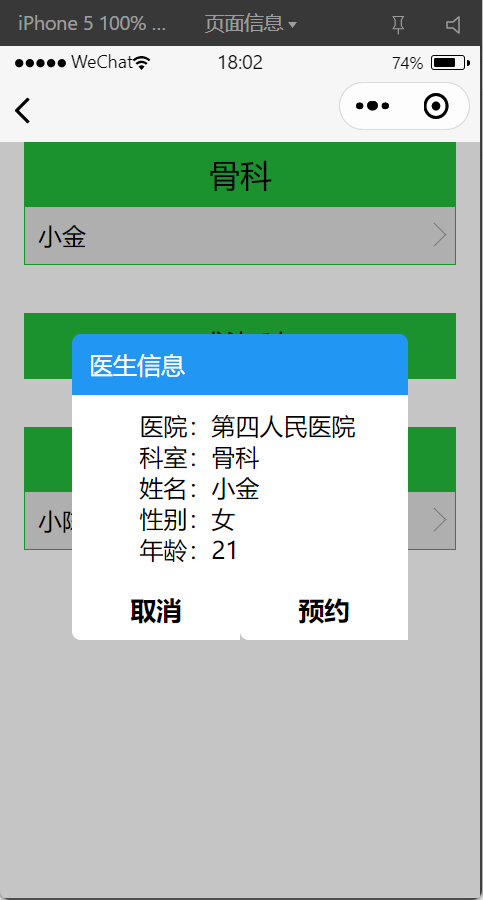 iPhone 5 100% ... 页面信息
WeChat 18:02 74%
骨科
小金
医生信息
医院：第四人民医院
科室：骨科
姓名：小金
性别：女
年龄：21
小
取消 预约